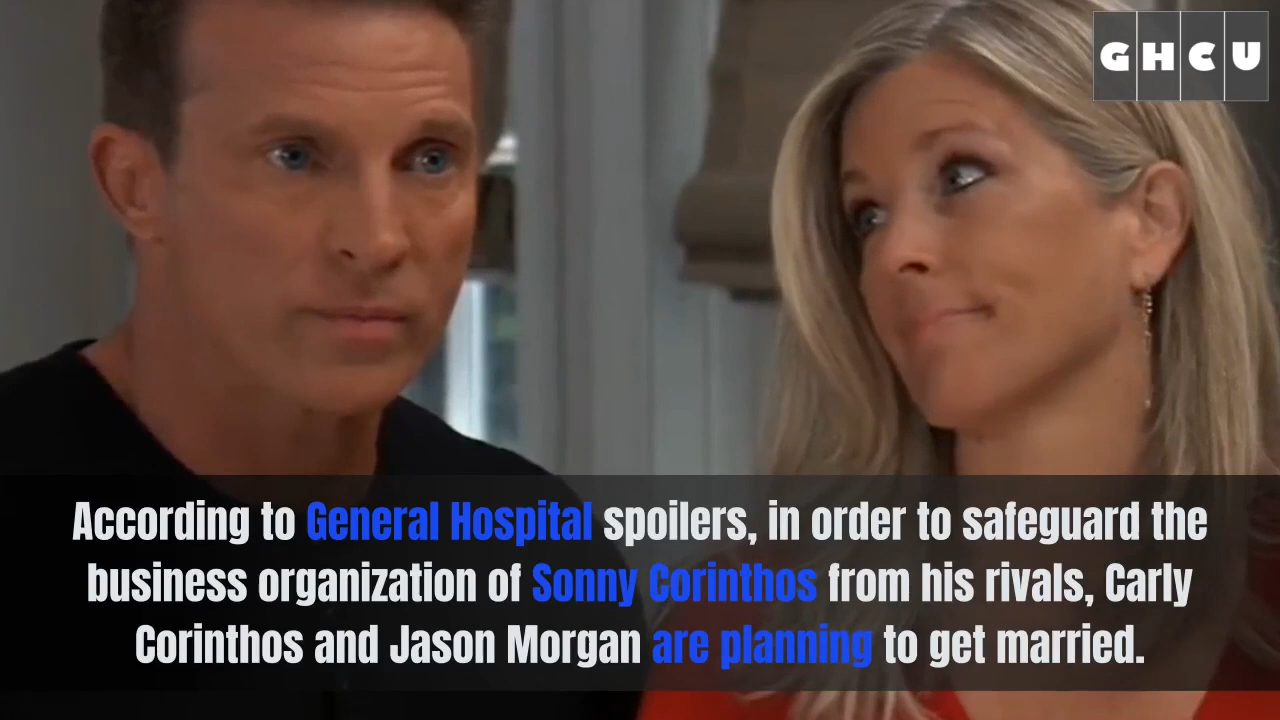 GHCU
According to General Hospital spoilers, in order to safeguard the
business organization of Sonny Corinthos from his rivals, Carly
Corinthos and Jason Morgan are planning to get married.